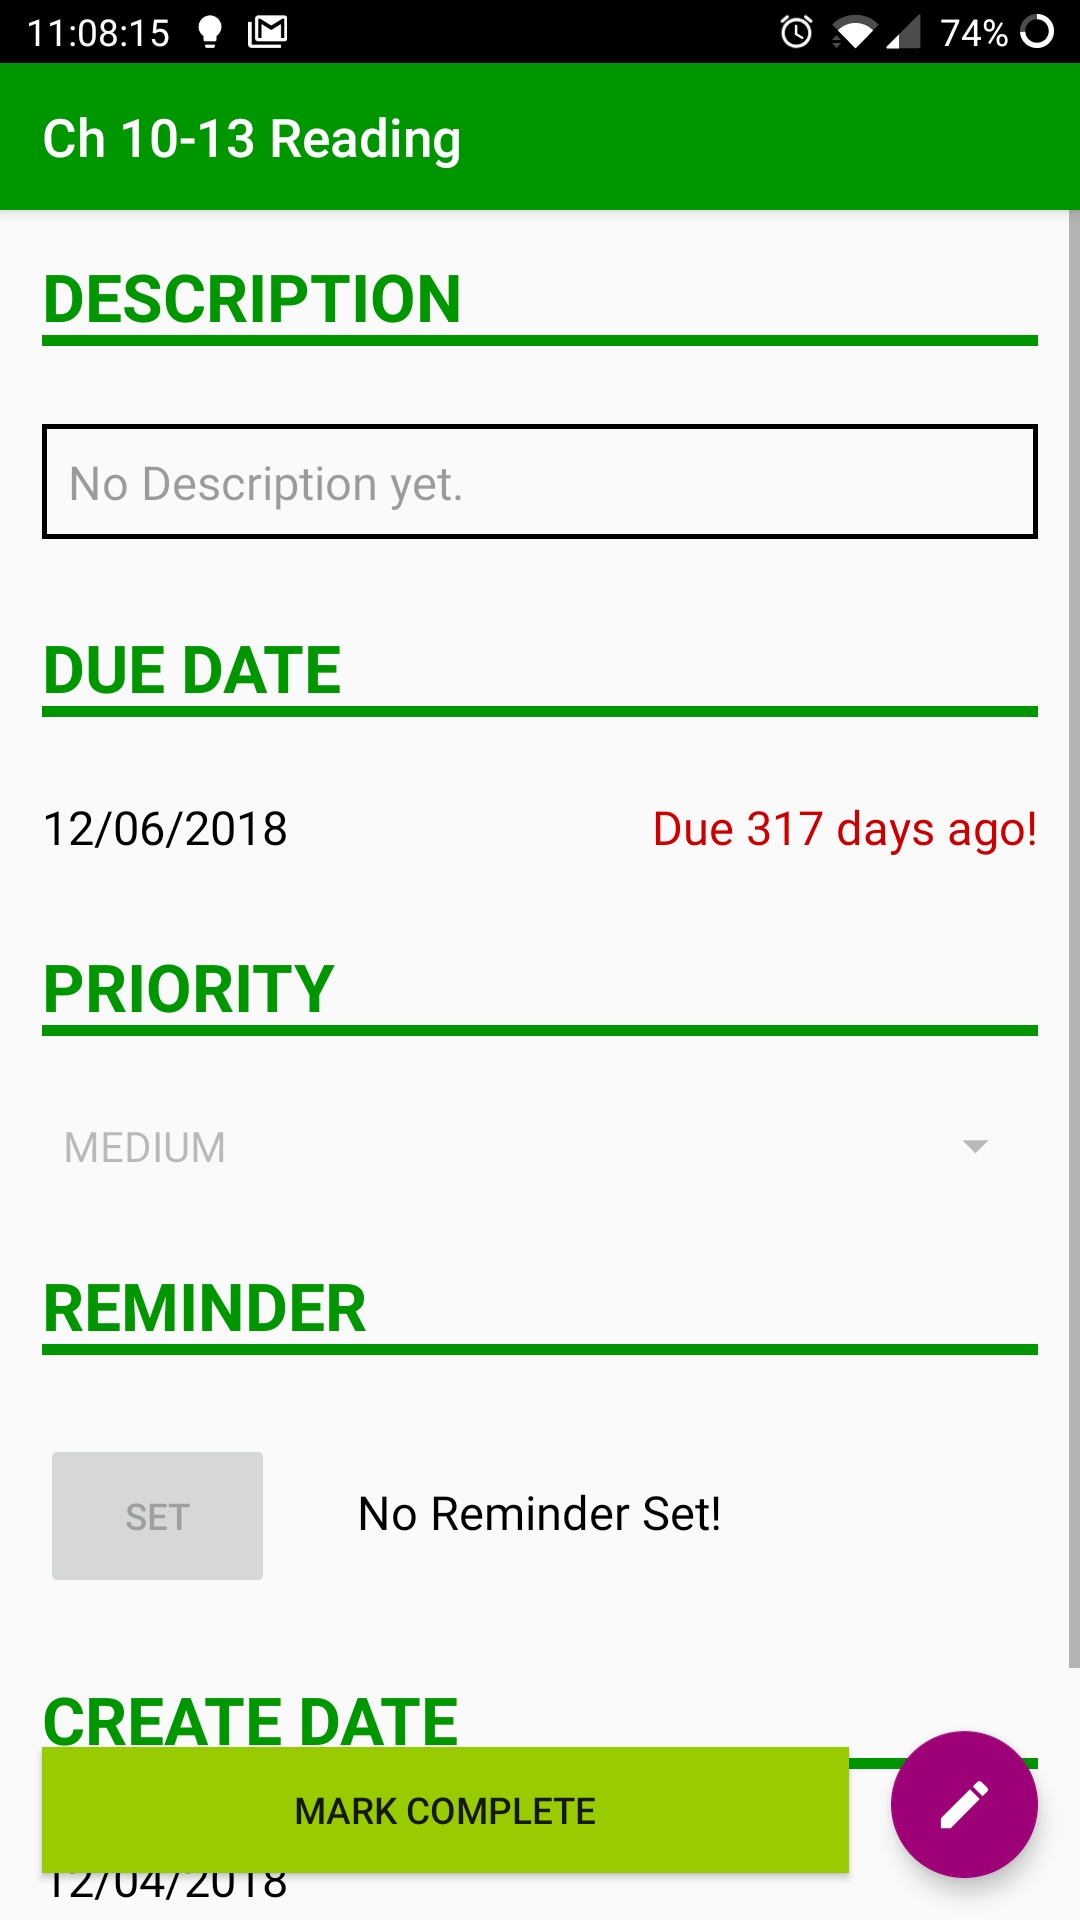 11:08:15 74%
Ch 10-13 Reading
DESCRIPTION
No Description yet.
DUE DATE
12/06/2018 Due 317 days ago!
PRIORITY
MEDIUM
REMINDER
SET No Reminder Set!
CREATE DATE
MARK COMPLETE
12/04/2018